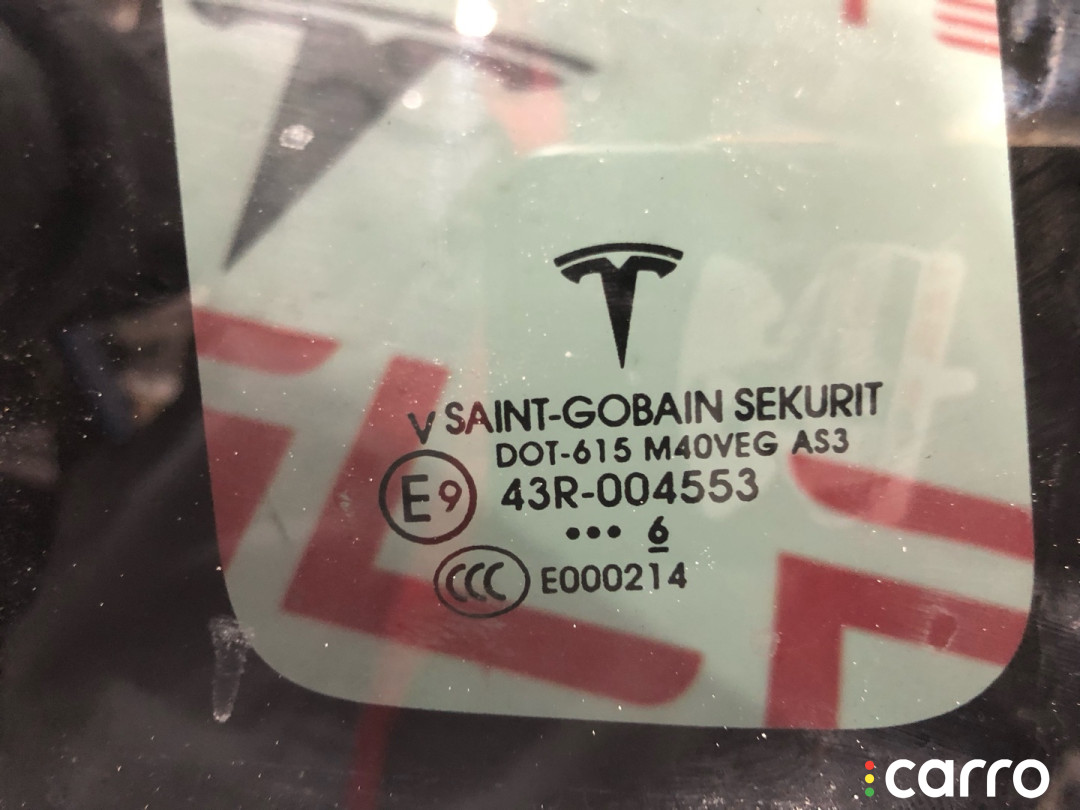 V SAINT-GOBAIN SEKURIT
DOT-615 M40VEG AS3
E9 43R-004553
••• 6
CCC E000214
carro